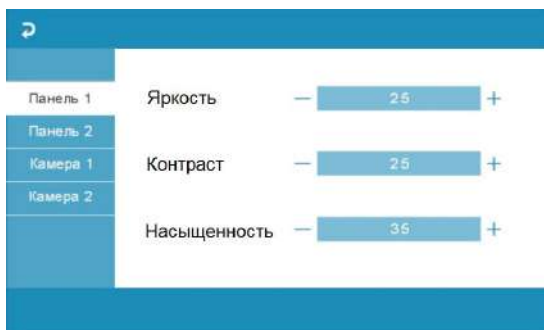 Панель 1
Панель 2
Камера 1
Камера 2
Яркость — 25 +
Контраст — 25 +
Насыщенность — 35 +